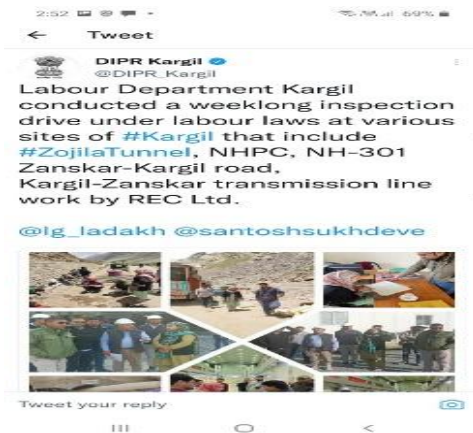 2:52
69%
Tweet
DIPR Kargil
@DIPR_Kargil
Labour Department Kargil
conducted a weeklong inspection
drive under labour laws at various
sites of #Kargil that include
#ZojilaTunnel, NHPC, NH-301
Zanskar-Kargil road,
Kargil-Zanskar transmission line
work by REC Ltd.
@lg_ladakh @santoshsukhdeve
Tweet your reply